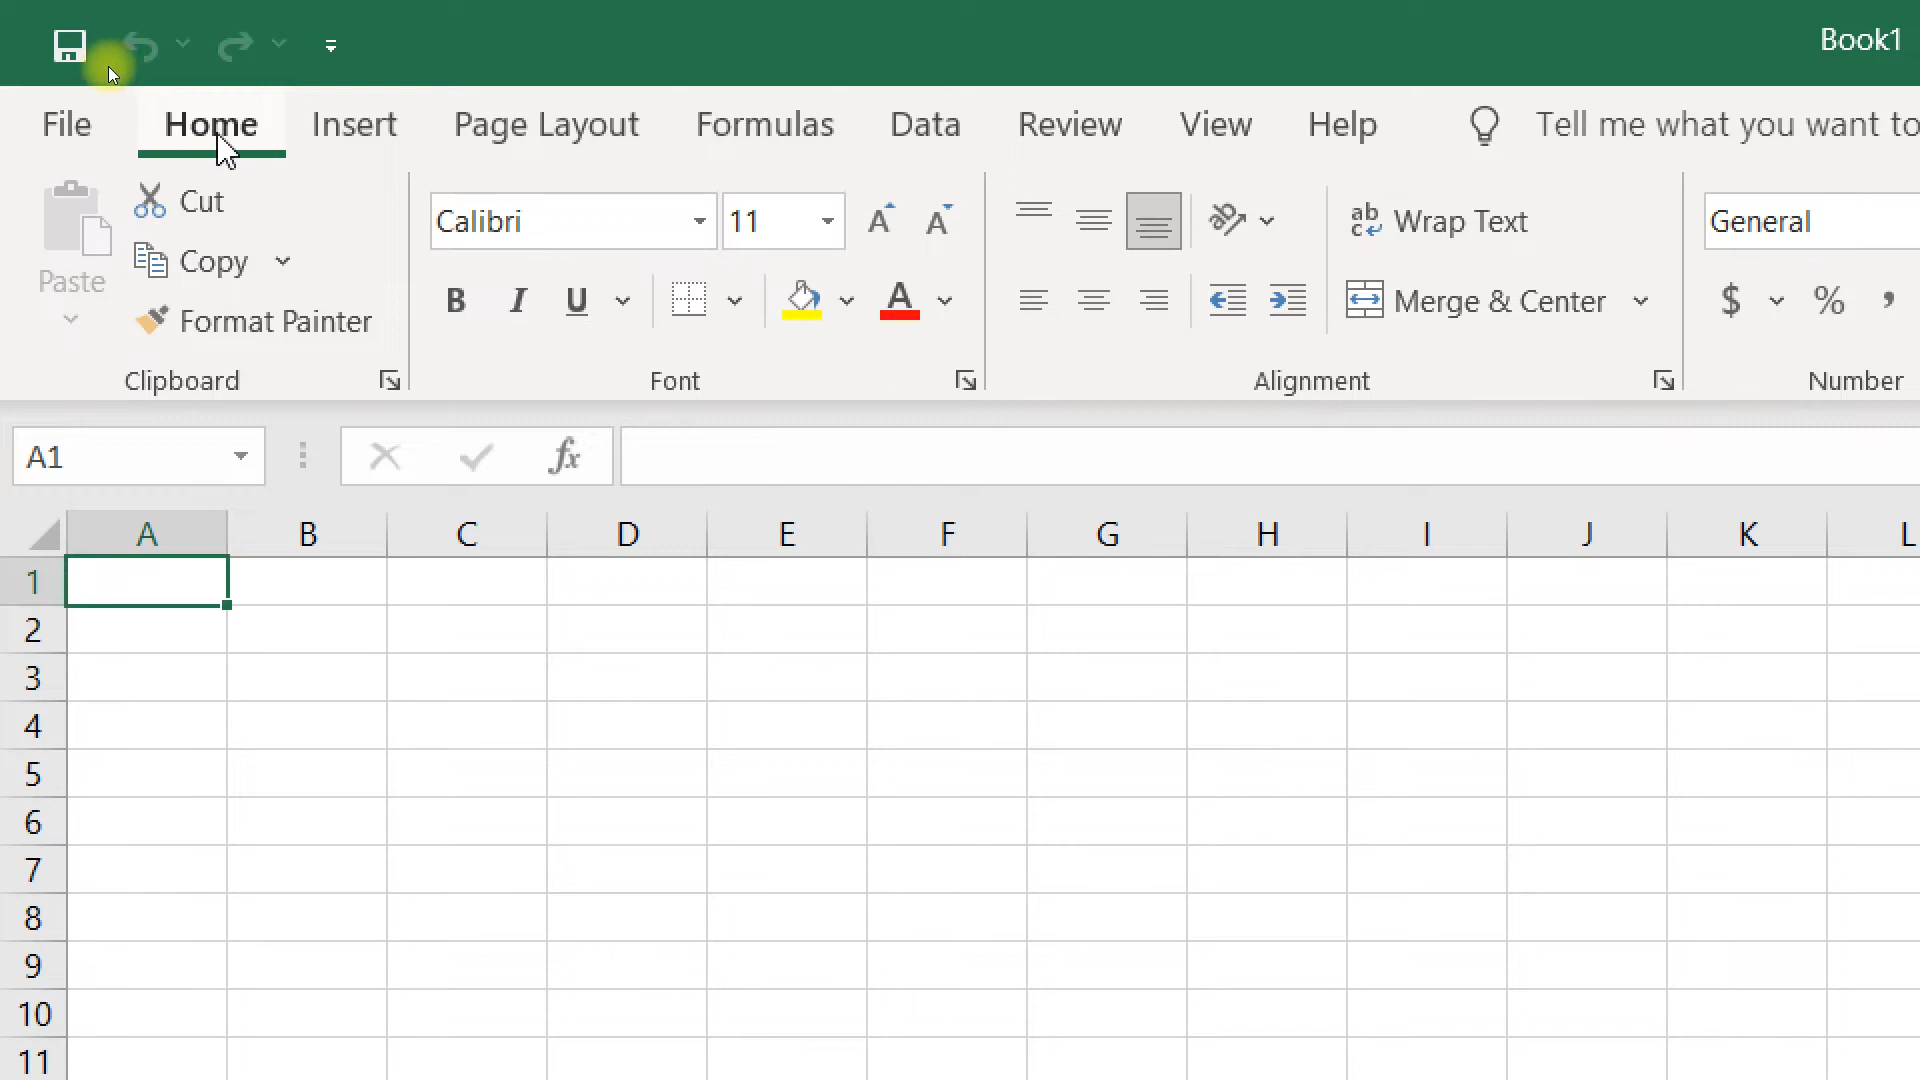 Book1
File Home Insert Page Layout Formulas Data Review View Help Tell me what you want to
Paste
Cut
Copy
Format Painter
Clipboard
Calibri 11 A A
B I U A
Font
ab Wrap Text
Merge & Center
Alignment
General
$ % ,
Number
A1 fx
A B C D E F G H I J K L
1
2
3
4
5
6
7
8
9
10
11